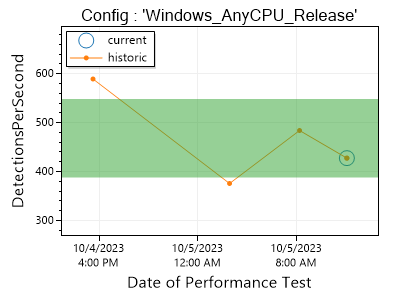 Config : 'Windows_AnyCPU_Release'
current
historic
DetectionsPerSecond
600
500
400
300
10/4/2023
4:00 PM
10/5/2023
12:00 AM
10/5/2023
8:00 AM
Date of Performance Test